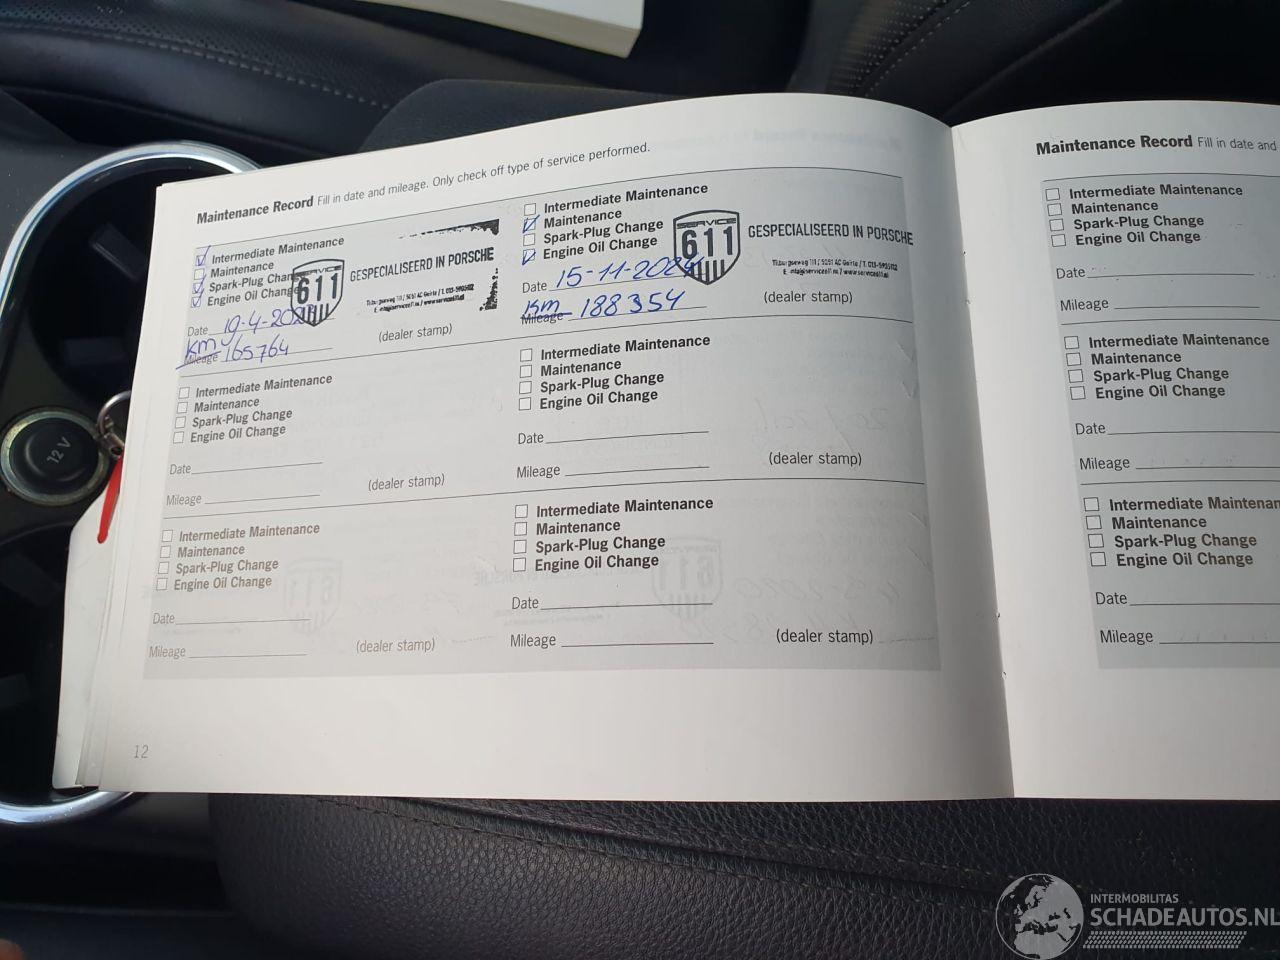 Maintenance Record Fill in date and mileage. Only check off type of service performed.
Intermediate Maintenance
Maintenance
Spark-Plug Change
Engine Oil Change
SERVICE
611
GESPECIALISEERD IN PORSCHE
Date 19-4-202
km
Mileage 165764
(dealer stamp)
Intermediate Maintenance
Maintenance
Spark-Plug Change
Engine Oil Change
SERVICE
611
GESPECIALISEERD IN PORSCHE
Date 15-11-2024
km
Mileage 188354
(dealer stamp)
Intermediate Maintenance
Maintenance
Spark-Plug Change
Engine Oil Change
Date
Mileage
(dealer stamp)
Intermediate Maintenance
Maintenance
Spark-Plug Change
Engine Oil Change
Date
Mileage
(dealer stamp)
Intermediate Maintenance
Maintenance
Spark-Plug Change
Engine Oil Change
Date
Mileage
(dealer stamp)
Intermediate Maintenance
Maintenance
Spark-Plug Change
Engine Oil Change
Date
Mileage
(dealer stamp)
12
Maintenance Record Fill in date and
Intermediate Maintenance
Maintenance
Spark-Plug Change
Engine Oil Change
Date
Mileage
Intermediate Maintenance
Maintenance
Spark-Plug Change
Engine Oil Change
Date
Mileage
Intermediate Maintenan
Maintenance
Spark-Plug Change
Engine Oil Change
Date
Mileage
12 V
INTERMOBILITAS
SCHADEAUTOS.NL